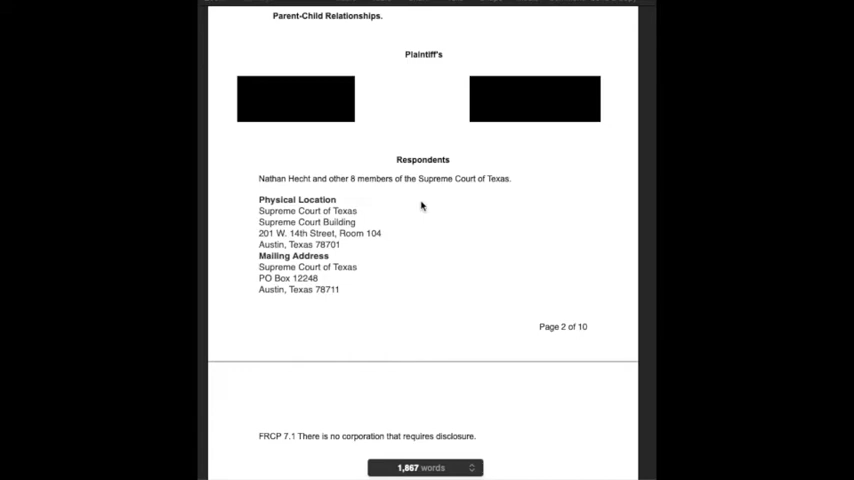 Parent-Child Relationships.
Plaintiff's
Respondents
Nathan Hecht and other 8 members of the Supreme Court of Texas.
Physical Location
Supreme Court of Texas
Supreme Court Building
201 W. 14th Street, Room 104
Austin, Texas 78701
Mailing Address
Supreme Court of Texas
PO Box 12248
Austin, Texas 78711
Page 2 of 10
FRCP 7.1 There is no corporation that requires disclosure.
1,867 words